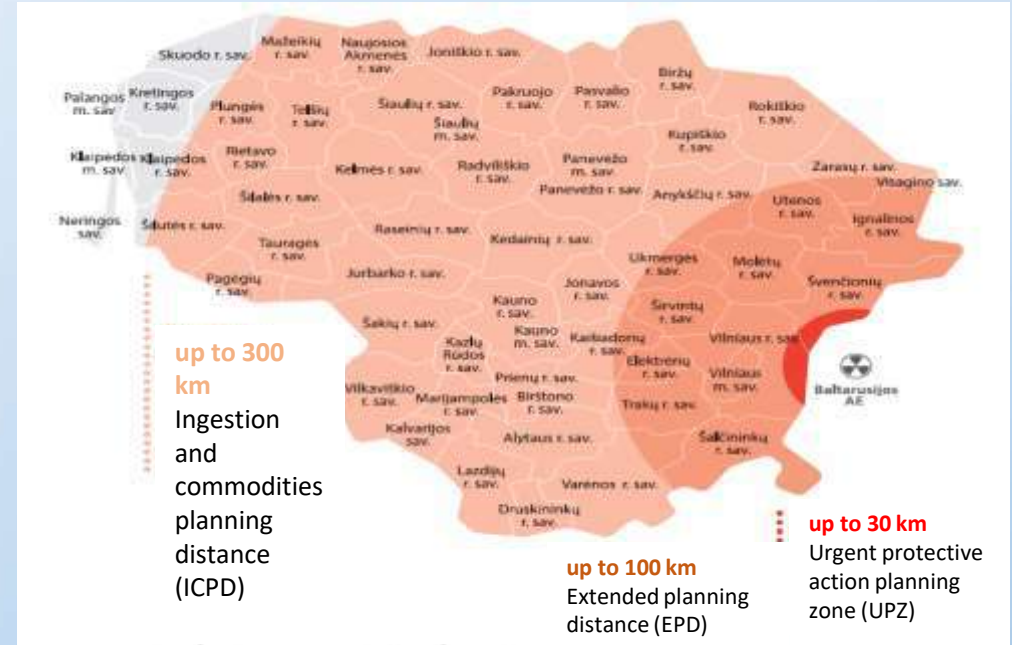 Skuodo r. sav.
Mažeikių
r. sav.
Naujosios
Akmenės
r. sav.
Joniškio r. sav.
Palangos
m. sav
Kretingos
r. sav.
Plungės
r. sav.
Telšių
r. sav.
Šiaulių r. sav.
Šiaulių
m. sav.
Pakruojo
r. sav.
Pasvalio
r. sav.
Biržų
r. sav.
Rokiškio
r. sav.
Kupiškio
r. sav.
Klaipėdos
m. sav.
Klaipėdos
r. sav.
Rietavo
r. sav.
Kelmės r. sav.
Radviliškio
r. sav.
Panevėžo
m. sav.
Panevėžo r. sav.
Anykščių r. sav.
Zarasų r. sav.
Visagino sav.
Utenos
r. sav.
Ignalinos
r. sav.
Neringos
sav.
Šilutės r. sav.
Šilalės r. sav.
Tauragės
r. sav.
Raseinių r. sav.
Kėdainių r. sav.
Ukmergės
r. sav.
Molėtų
r. sav.
Švenčionių
r. sav.
Pagėgių
r. sav.
Jurbarko r. sav.
Jonavos
r. sav.
Širvintų
r. sav.
Kauno
r. sav.
Šakių r. sav.
Kauno
m. sav.
Kaišiadorių
r. sav.
Vilniaus r. sav.
Kazlų
Rūdos
r. sav.
Elektrėnų
r. sav.
Vilniaus
m. sav.
Prienų r. sav.
Vilkaviškio
r. sav.
Marijampolės
r. sav.
Birštono
r. sav.
Trakų r. sav.
Baltarusijos
AE
Kalvarijos
sav.
Alytaus r. sav.
Šalčininkų
r. sav.
Lazdijų
r. sav.
Varėnos r. sav.
Druskininkų
r. sav.
up to 300
km
Ingestion
and
commodities
planning
distance
(ICPD)
up to 100 km
Extended planning
distance (EPD)
up to 30 km
Urgent protective
action planning
zone (UPZ)